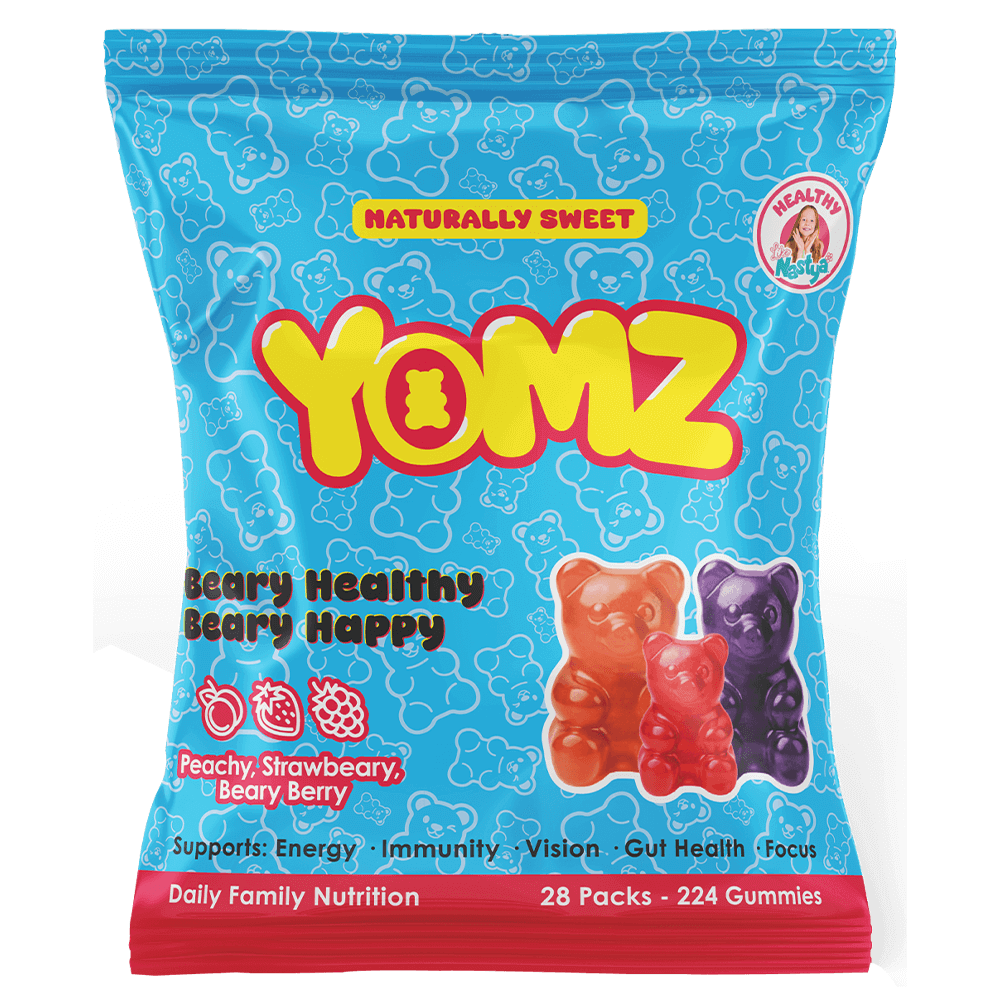 NATURALLY SWEET
HEALTHY
Like
Nastya
YOMZ
Beary Healthy
Beary Happy
Peachy, Strawbeary,
Beary Berry
Supports: Energy · Immunity · Vision · Gut Health · Focus
Daily Family Nutrition
28 Packs - 224 Gummies